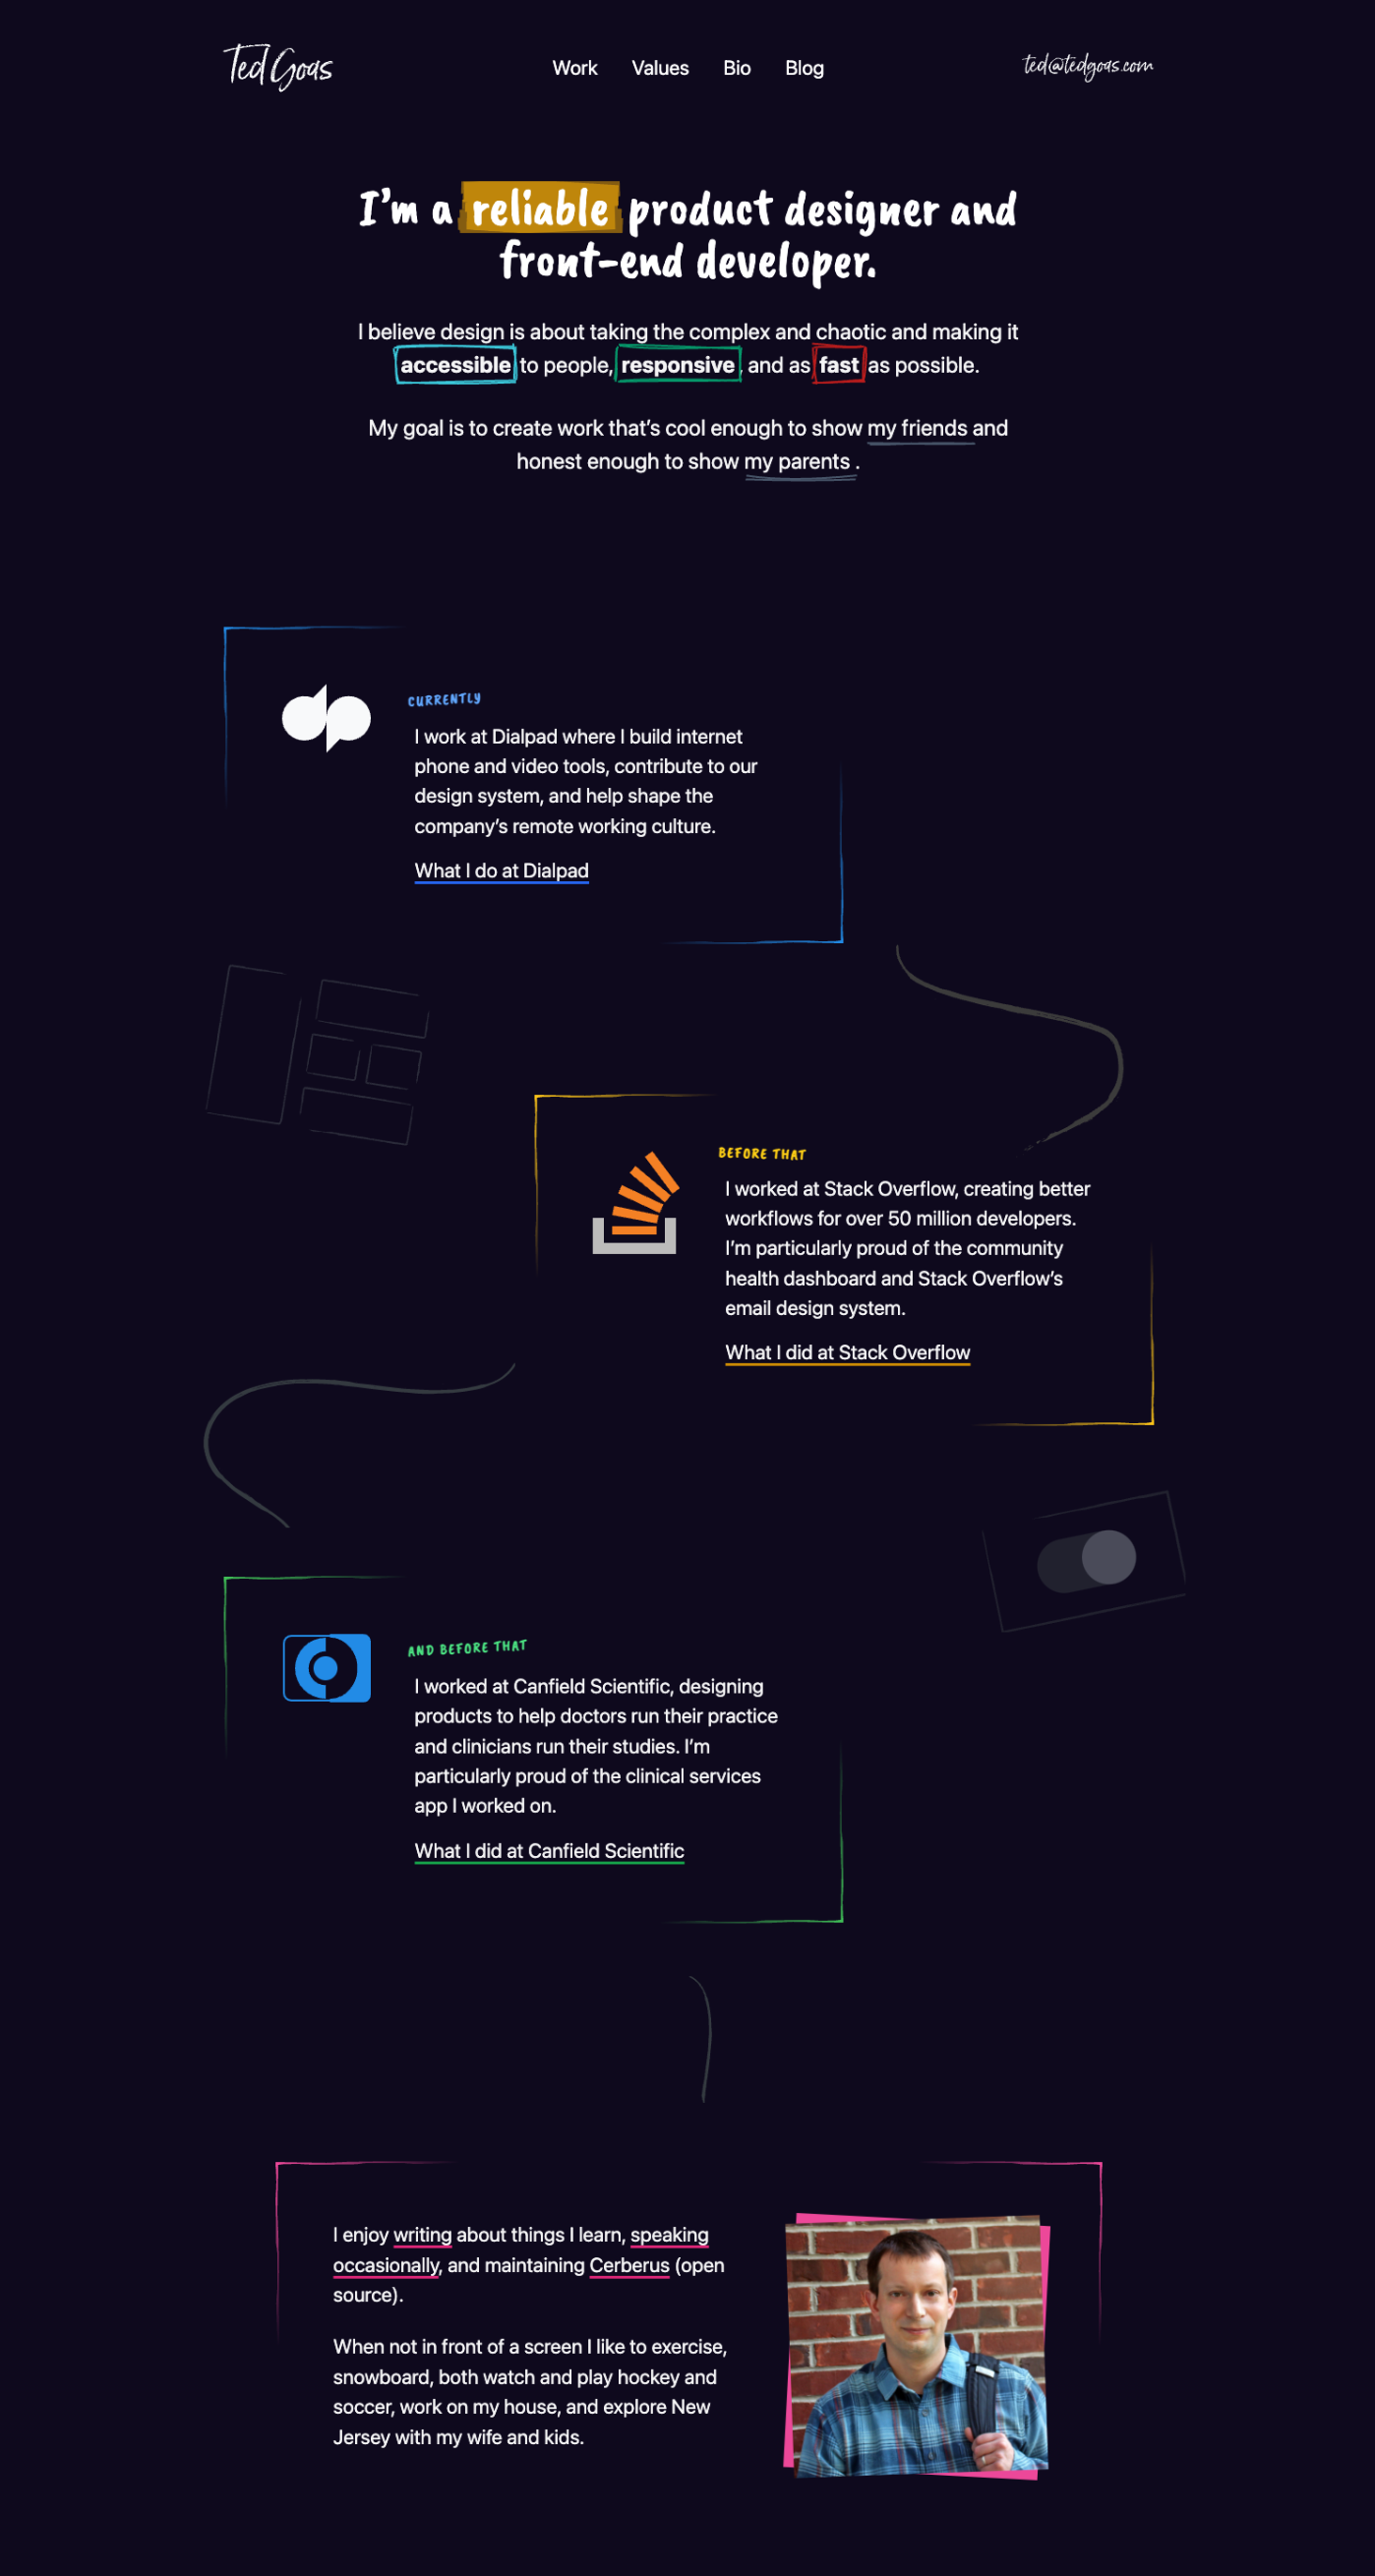 Ted Goas
Work Values Bio Blog
ted@tedgoas.com
I’m a reliable product designer and
front-end developer.
I believe design is about taking the complex and chaotic and making it
accessible to people, responsive, and as fast as possible.
My goal is to create work that’s cool enough to show my friends and
honest enough to show my parents .
CURRENTLY
I work at Dialpad where I build internet
phone and video tools, contribute to our
design system, and help shape the
company’s remote working culture.
What I do at Dialpad
BEFORE THAT
I worked at Stack Overflow, creating better
workflows for over 50 million developers.
I’m particularly proud of the community
health dashboard and Stack Overflow’s
email design system.
What I did at Stack Overflow
AND BEFORE THAT
I worked at Canfield Scientific, designing
products to help doctors run their practice
and clinicians run their studies. I’m
particularly proud of the clinical services
app I worked on.
What I did at Canfield Scientific
I enjoy writing about things I learn, speaking
occasionally, and maintaining Cerberus (open
source).
When not in front of a screen I like to exercise,
snowboard, both watch and play hockey and
soccer, work on my house, and explore New
Jersey with my wife and kids.